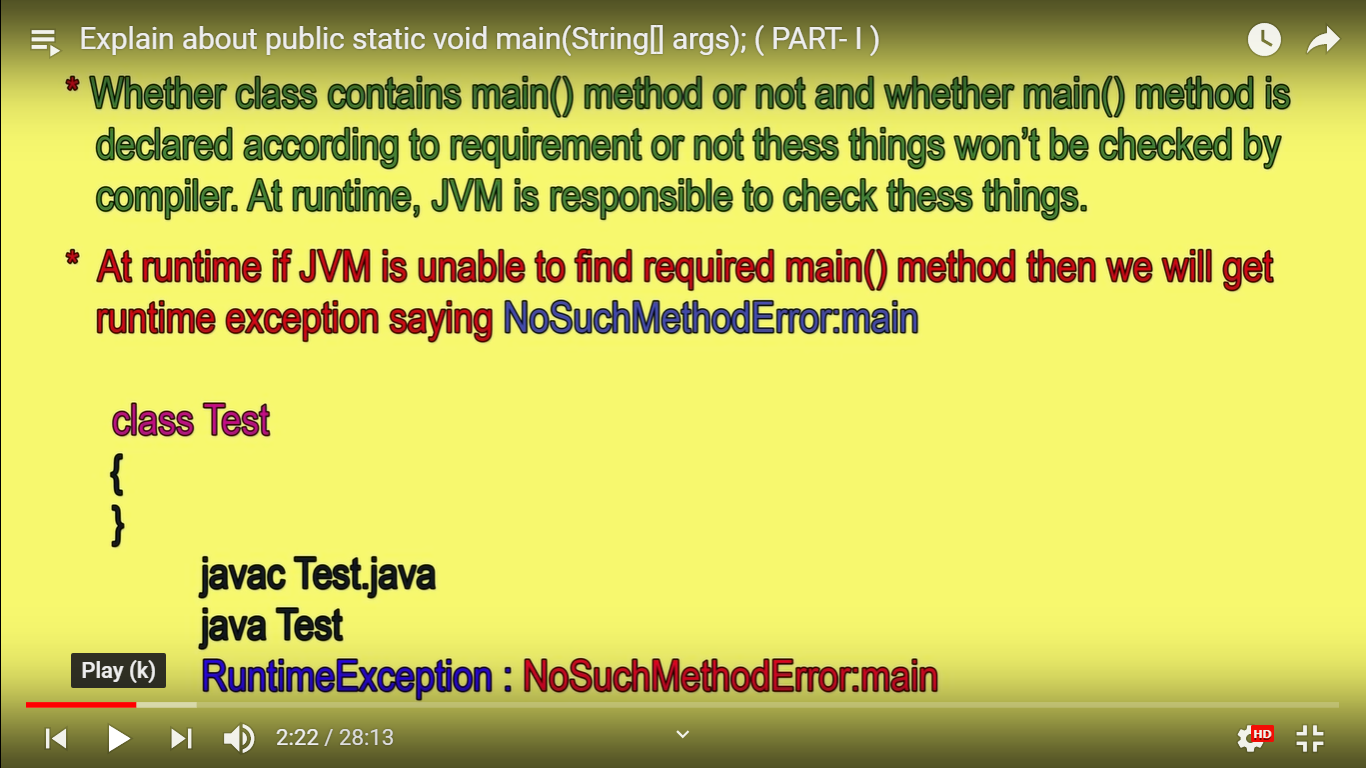 Explain about public static void main(String[] args); ( PART- I )
* Whether class contains main() method or not and whether main() method is
declared according to requirement or not thess things won’t be checked by
compiler. At runtime, JVM is responsible to check thess things.
* At runtime if JVM is unable to find required main() method then we will get
runtime exception saying NoSuchMethodError:main
class Test
{
}
javac Test.java
java Test
Play (k)
RuntimeException : NoSuchMethodError:main
2:22 / 28:13
HD